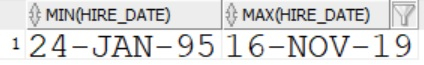 MIN(HIRE_DATE) MAX(HIRE_DATE)
1 24-JAN-95 16-NOV-19